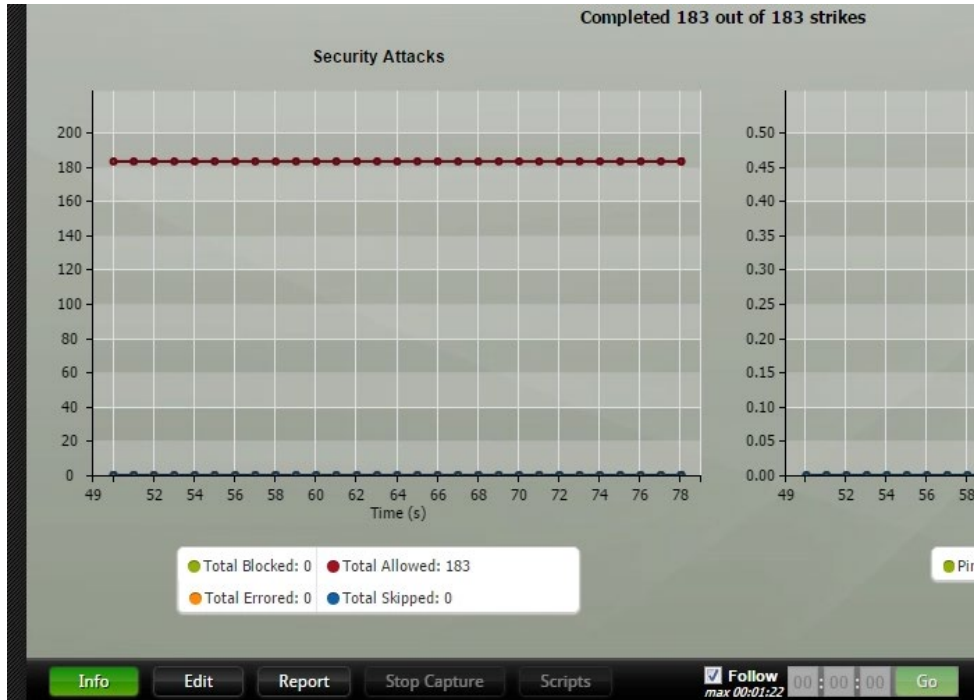 Completed 183 out of 183 strikes
Security Attacks
200
180
160
140
120
100
80
60
40
20
0
49 52 54 56 58 60 62 64 66 68 70 72 74 76 78
Time (s)
Total Blocked: 0 Total Allowed: 183
Total Errored: 0 Total Skipped: 0
0.50
0.45
0.40
0.35
0.30
0.25
0.20
0.15
0.10
0.05
0.00
49 52 54 56 58
Pin
Info Edit Report Stop Capture Scripts Follow 00 : 00 : 00 Go
max 00:01:22